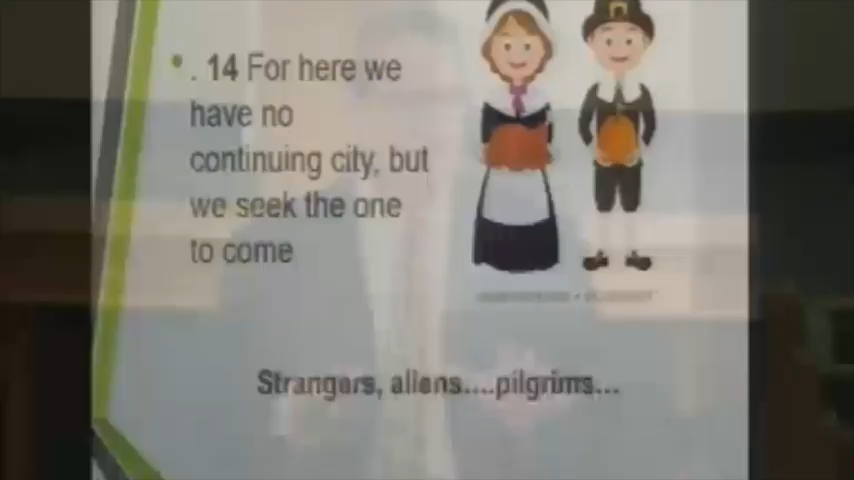 . 14 For here we
have no
continuing city, but
we seek the one
to come
Strangers, aliens....pilgrims...